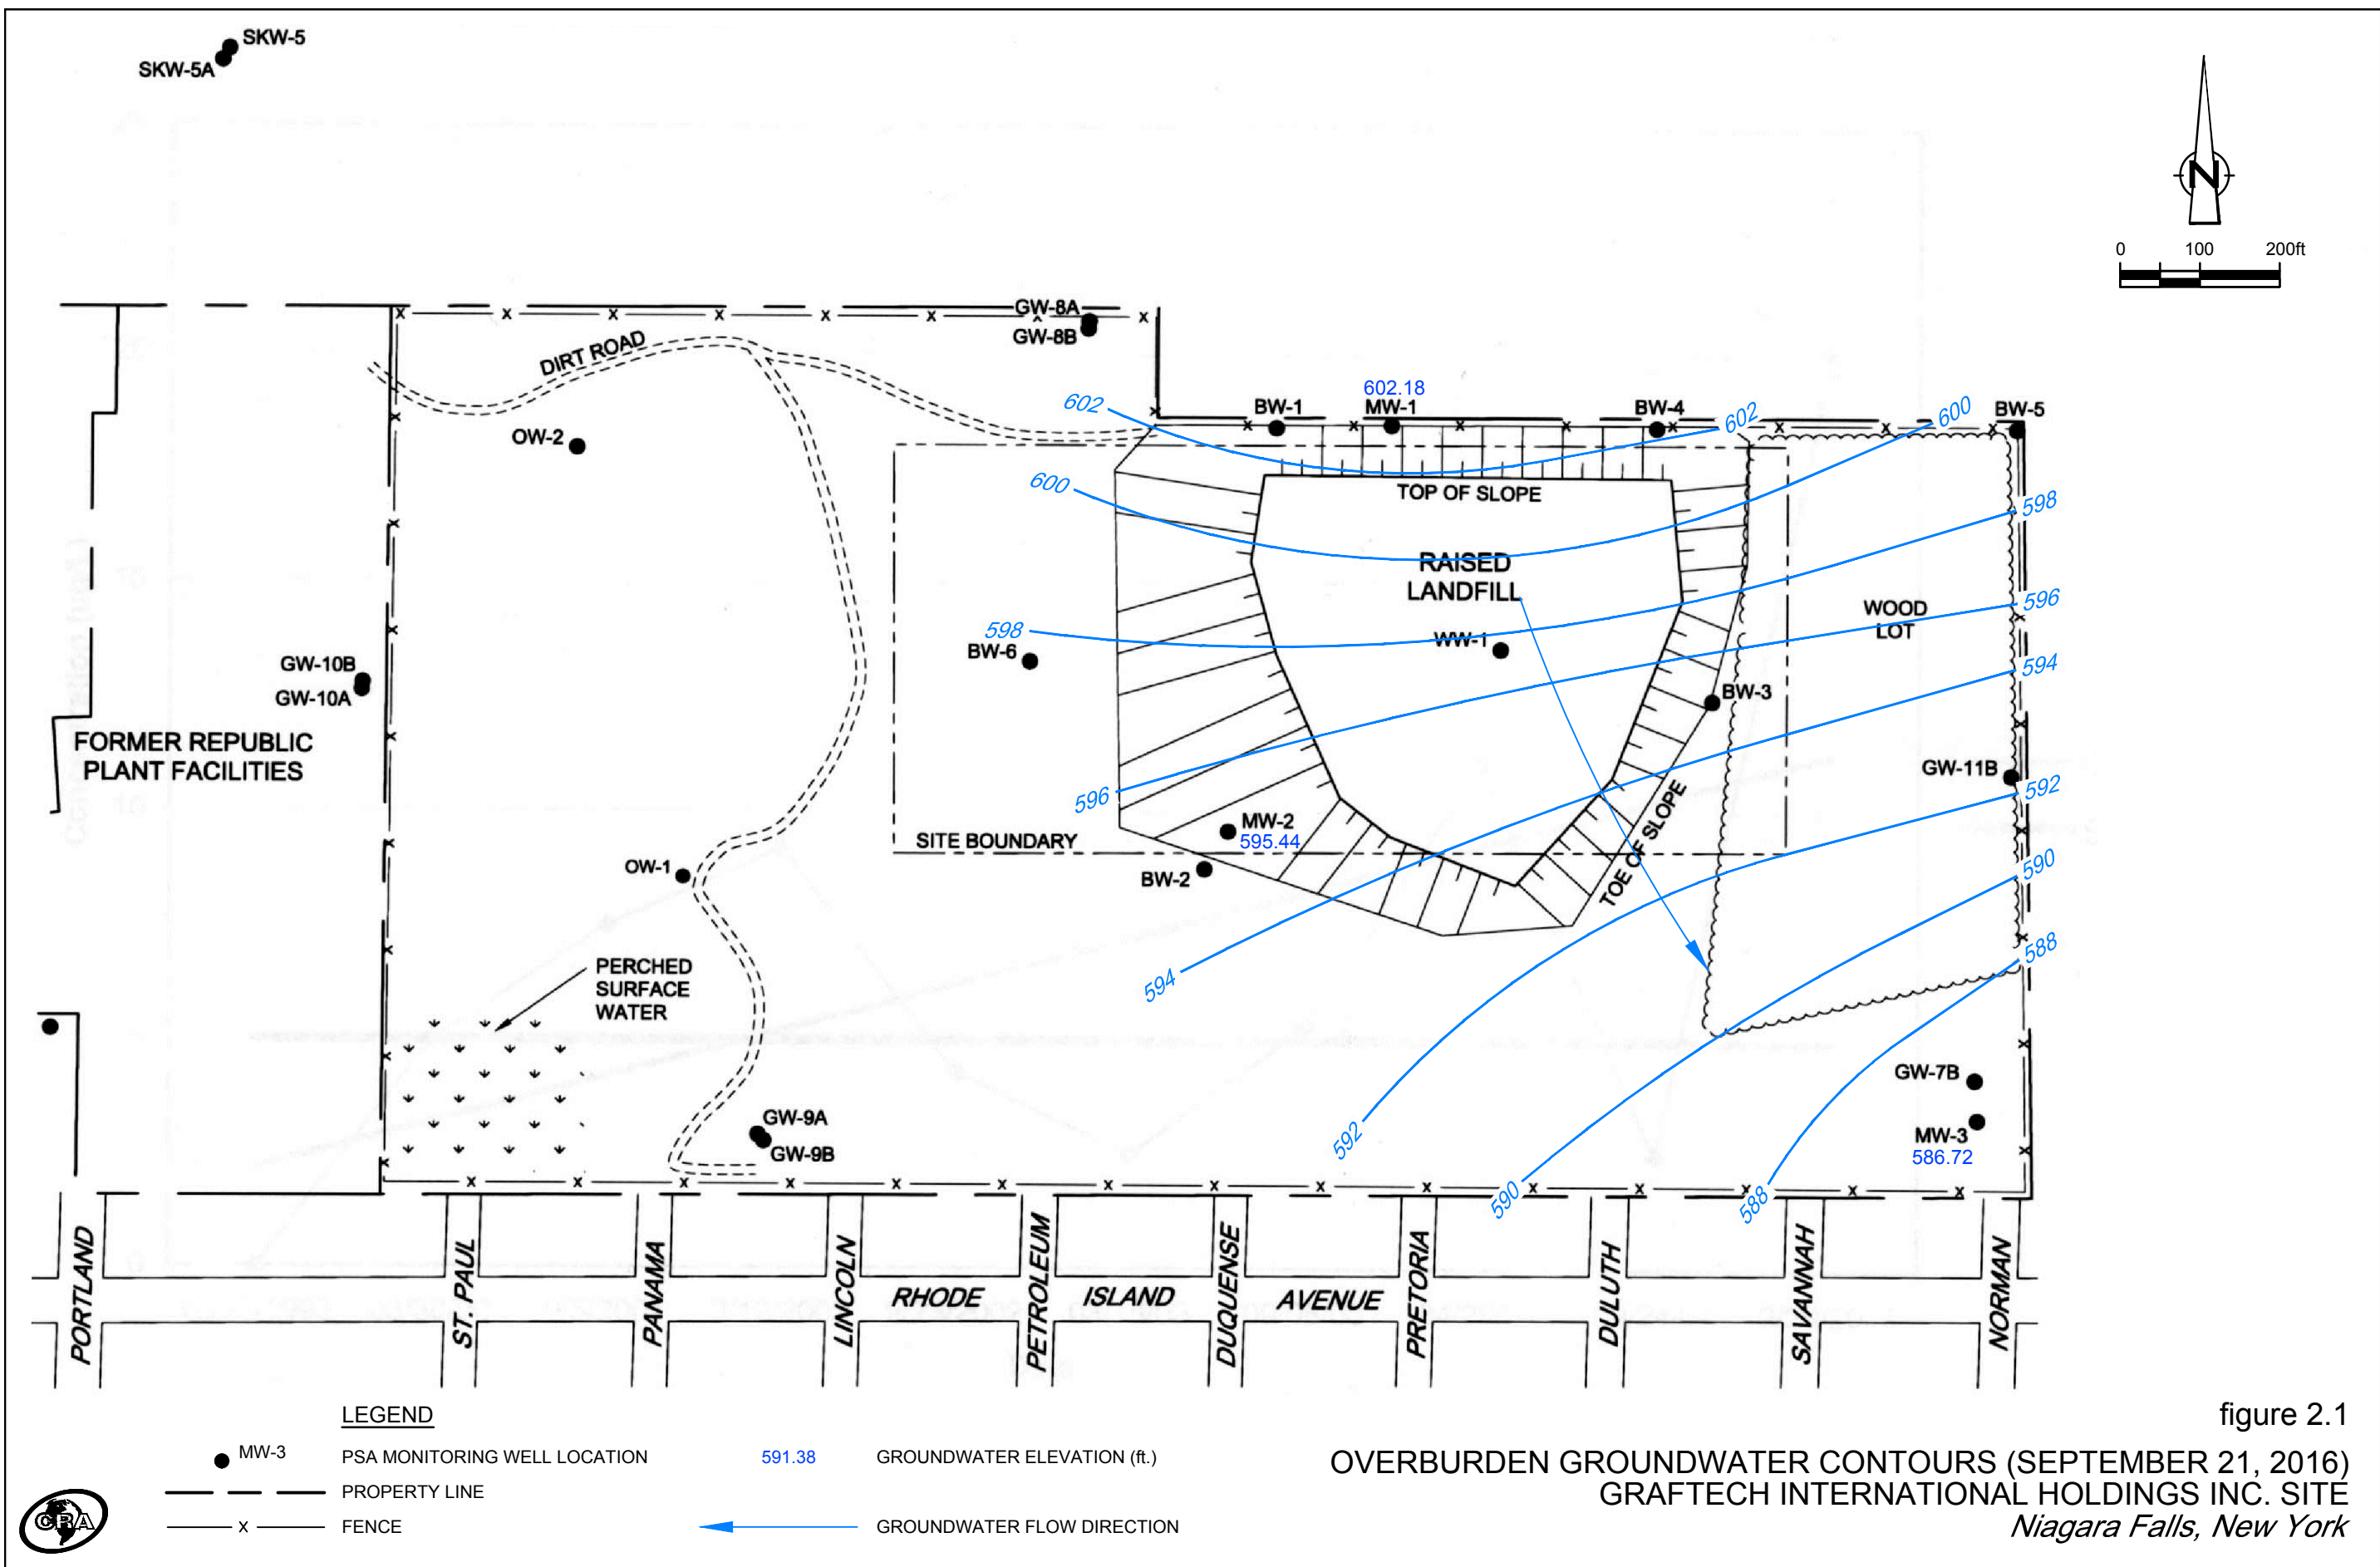 SKW-5
SKW-5A
N
0 100 200ft
GW-8A
GW-8B
DIRT ROAD
602.18
602
BW-1
MW-1
BW-4
602
600
BW-5
OW-2
600
TOP OF SLOPE
598
RAISED
LANDFILL
WOOD
LOT
596
598
BW-6
WW-1
GW-10B
GW-10A
594
BW-3
FORMER REPUBLIC
PLANT FACILITIES
GW-11B
592
596
MW-2
595.44
SITE BOUNDARY
TOE OF SLOPE
OW-1
BW-2
590
588
594
PERCHED
SURFACE
WATER
GW-7B
MW-3
586.72
GW-9A
GW-9B
592
590
588
PORTLAND
ST. PAUL
PANAMA
LINCOLN
RHODE
PETROLEUM
ISLAND
DUQUENSE
AVENUE
PRETORIA
DULUTH
SAVANNAH
NORMAN
LEGEND
MW-3 PSA MONITORING WELL LOCATION
591.38 GROUNDWATER ELEVATION (ft.)
PROPERTY LINE
x FENCE
GROUNDWATER FLOW DIRECTION
CRA
figure 2.1
OVERBURDEN GROUNDWATER CONTOURS (SEPTEMBER 21, 2016)
GRAFTECH INTERNATIONAL HOLDINGS INC. SITE
Niagara Falls, New York